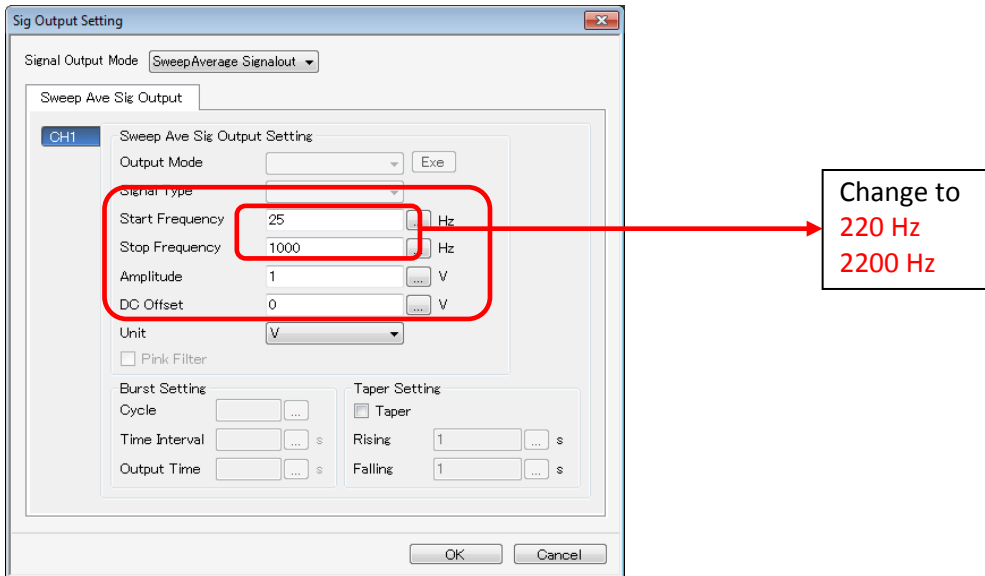 Sig Output Setting
Signal Output Mode SweepAverage Signalout
Sweep Ave Sig Output
CH1
Sweep Ave Sig Output Setting
Output Mode Exe
Signal Type
Start Frequency 25 ... Hz
Stop Frequency 1000 ... Hz
Amplitude 1 ... V
DC Offset 0 ... V
Unit V
Pink Filter
Burst Setting
Cycle ...
Time Interval ... s
Output Time ... s
Taper Setting
Taper
Rising 1 ... s
Falling 1 ... s
OK Cancel
Change to
220 Hz
2200 Hz